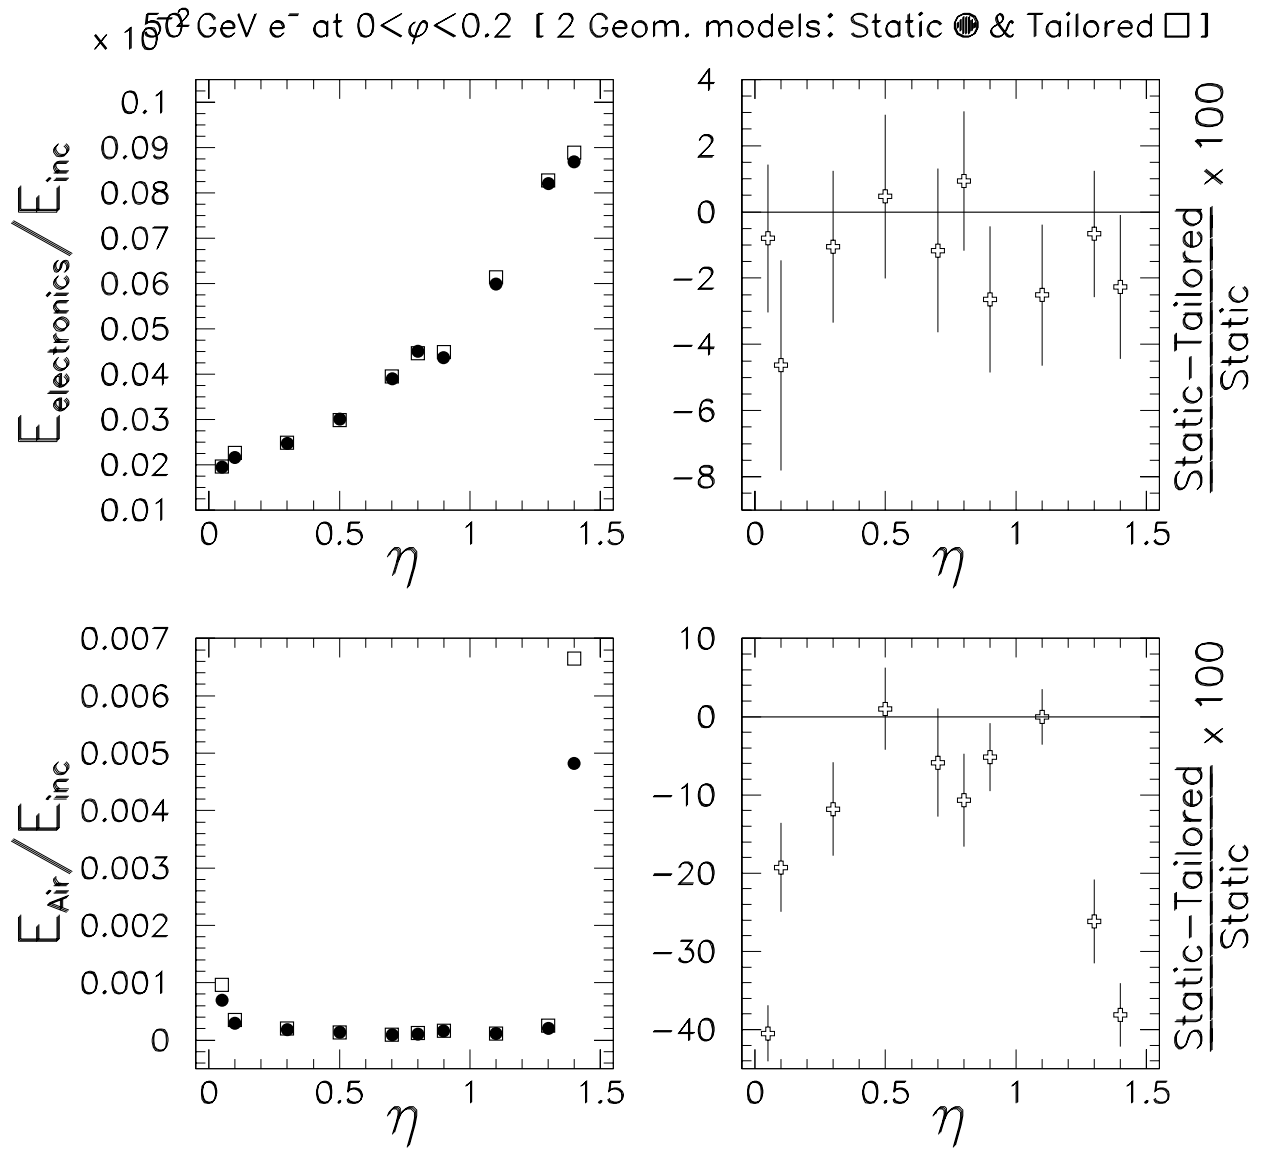 x 10⁻²
50 GeV e⁻ at 0<φ<0.2 [ 2 Geom. models: Static & Tailored ]
0.1
0.09
0.08
0.07
0.06
0.05
0.04
0.03
0.02
0.01
0 0.5 1 1.5
η
E_electronics/E_inc
4
2
0
−2
−4
−6
−8
0 0.5 1 1.5
η
Static−Tailored x 100
Static
0.007
0.006
0.005
0.004
0.003
0.002
0.001
0
0 0.5 1 1.5
η
E_Air/E_inc
10
0
−10
−20
−30
−40
0 0.5 1 1.5
η
Static−Tailored x 100
Static